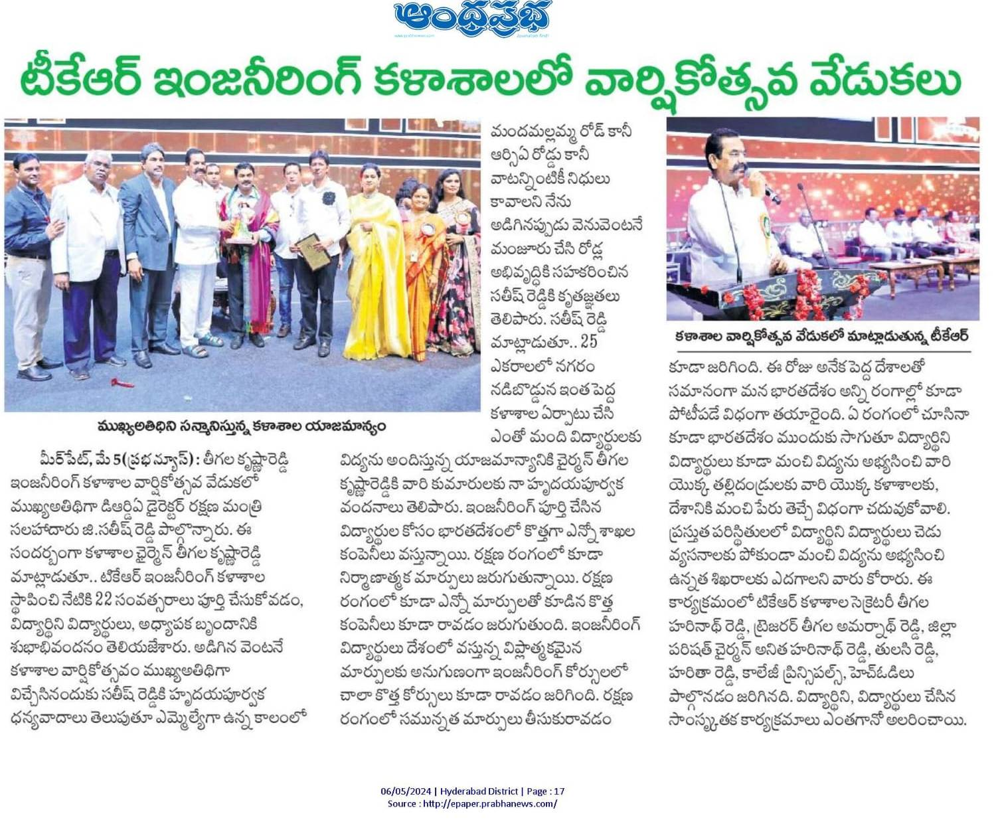 ఆంధ్రప్రభ
www.prabhanews.com
టీకేఆర్ ఇంజనీరింగ్ కళాశాలలో వార్షికోత్సవ వేడుకలు
ముఖ్యఅతిథిని సన్మానిస్తున్న కళాశాల యాజమాన్యం
మీర్‌పేట్, మే 5(ప్రభ న్యూస్) : తీగల కృష్ణారెడ్డి
ఇంజనీరింగ్ కళాశాల వార్షికోత్సవ వేడుకలో
ముఖ్యఅతిథిగా డిఆర్డిఏ డైరెక్టర్ రక్షణ మంత్రి
సలహాదారు జి.సతీష్ రెడ్డి పాల్గొన్నారు. ఈ
సందర్భంగా కళాశాల ఛైర్మెన్ తీగల కృష్ణారెడ్డి
మాట్లాడుతూ.. టికేఆర్ ఇంజనీరింగ్ కళాశాల
స్థాపించి నేటికి 22 సంవత్సరాలు పూర్తి చేసుకోవడం,
విద్యార్థిని విద్యార్థులు, అధ్యాపక బృందానికి
శుభాభివందనం తెలియజేశారు. అడిగిన వెంటనే
కళాశాల వార్షికోత్సవం ముఖ్యఅతిథిగా
విచ్చేసినందుకు సతీష్ రెడ్డికి హృదయపూర్వక
ధన్యవాదాలు తెలుపుతూ ఎమ్మెల్యేగా ఉన్న కాలంలో
మందమల్లమ్మ రోడ్ కానీ
ఆర్సిఏ రోడ్డు కానీ
వాటన్నింటికీ నిధులు
కావాలని నేను
అడిగినప్పుడు వెనువెంటనే
మంజూరు చేసి రోడ్ల
అభివృద్ధికి సహకరించిన
సతీష్ రెడ్డికి కృతజ్ఞతలు
తెలిపారు. సతీష్ రెడ్డి
మాట్లాడుతూ.. 25
ఎకరాలలో నగరం
నడిబొడ్డున ఇంత పెద్ద
కళాశాల ఏర్పాటు చేసి
ఎంతో మంది విద్యార్థులకు
విద్యను అందిస్తున్న యాజమాన్యానికి చైర్మన్ తీగల
కృష్ణారెడ్డికి వారి కుమారులకు నా హృదయపూర్వక
వందనాలు తెలిపారు. ఇంజనీరింగ్ పూర్తి చేసిన
విద్యార్థుల కోసం భారతదేశంలో కొత్తగా ఎన్నో శాఖల
కంపెనీలు వస్తున్నాయి. రక్షణ రంగంలో కూడా
నిర్మాణాత్మక మార్పులు జరుగుతున్నాయి. రక్షణ
రంగంలో కూడా ఎన్నో మార్పులతో కూడిన కొత్త
కంపెనీలు కూడా రావడం జరుగుతుంది. ఇంజనీరింగ్
విద్యార్థులు దేశంలో వస్తున్న విప్లాత్మకమైన
మార్పులకు అనుగుణంగా ఇంజనీరింగ్ కోర్సులలో
చాలా కొత్త కోర్సులు కూడా రావడం జరిగింది. రక్షణ
రంగంలో సమున్నత మార్పులు తీసుకురావడం
కళాశాల వార్షికోత్సవ వేడుకలో మాట్లాడుతున్న టీకేఆర్
కూడా జరిగింది. ఈ రోజు అనేక పెద్ద దేశాలతో
సమానంగా మన భారతదేశం అన్ని రంగాల్లో కూడా
పోటీపడే విధంగా తయారైంది. ఏ రంగంలో చూసినా
కూడా భారతదేశం ముందుకు సాగుతూ విద్యార్థిని
విద్యార్థులు కూడా మంచి విద్యను అభ్యసించి వారి
యొక్క తల్లిదండ్రులకు వారి యొక్క కళాశాలకు,
దేశానికి మంచి పేరు తెచ్చే విధంగా చదువుకోవాలి.
ప్రస్తుత పరిస్థితులలో విద్యార్థిని విద్యార్థులు చెడు
వ్యసనాలకు పోకుండా మంచి విద్యను అభ్యసించి
ఉన్నత శిఖరాలకు ఎదగాలని వారు కోరారు. ఈ
కార్యక్రమంలో టికేఆర్ కళాశాల సెక్రెటరీ తీగల
హరినాథ్ రెడ్డి, ట్రెజరర్ తీగల అమర్నాథ్ రెడ్డి, జిల్లా
పరిషత్ చైర్మన్ అనిత హరినాథ్ రెడ్డి, తులసి రెడ్డి,
హరితా రెడ్డి, కాలేజీ ప్రిన్సిపల్స్, హెచ్ఓడిలు
పాల్గొనడం జరిగినది. విద్యార్థిని, విద్యార్థులు చేసిన
సాంస్కృతక కార్యక్రమాలు ఎంతగానో అలరించాయి.
06/05/2024 | Hyderabad District | Page : 17
Source : http://epaper.prabhanews.com/